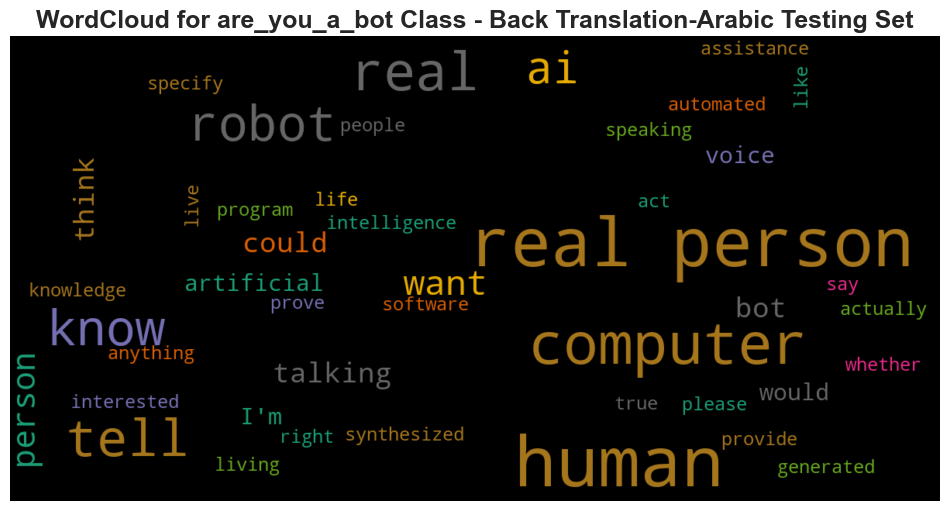 WordCloud for are_you_a_bot Class - Back Translation-Arabic Testing Set
assistance
real
ai
specify
like
automated
robot
people
speaking
voice
think
live
life
program
act
intelligence
could
real person
artificial
want
say
knowledge
prove
software
bot
actually
know
computer
anything
whether
person
talking
would
interested
true
please
I'm
tell
right
synthesized
human
provide
living
generated